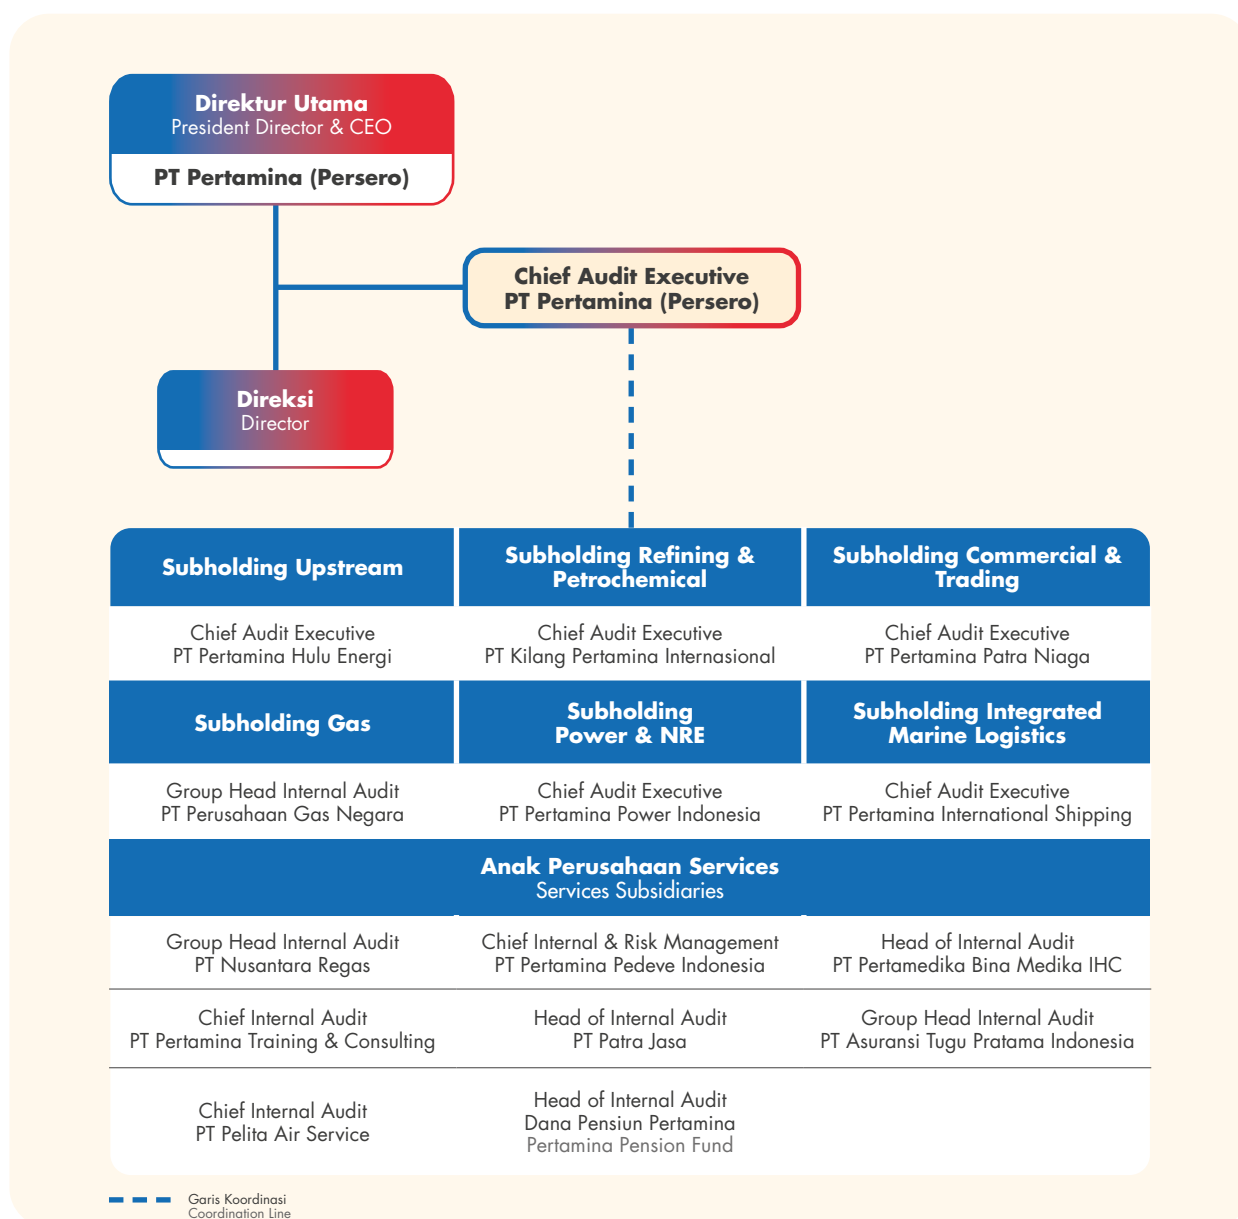 Direktur Utama
President Director & CEO
PT Pertamina (Persero)
Chief Audit Executive
PT Pertamina (Persero)
Direksi
Director
Subholding Upstream
Subholding Refining &
Petrochemical
Subholding Commercial &
Trading
Chief Audit Executive
PT Pertamina Hulu Energi
Chief Audit Executive
PT Kilang Pertamina Internasional
Chief Audit Executive
PT Pertamina Patra Niaga
Subholding Gas
Subholding
Power & NRE
Subholding Integrated
Marine Logistics
Group Head Internal Audit
PT Perusahaan Gas Negara
Chief Audit Executive
PT Pertamina Power Indonesia
Chief Audit Executive
PT Pertamina International Shipping
Anak Perusahaan Services
Services Subsidiaries
Group Head Internal Audit
PT Nusantara Regas
Chief Internal & Risk Management
PT Pertamina Pedeve Indonesia
Head of Internal Audit
PT Pertamedika Bina Medika IHC
Chief Internal Audit
PT Pertamina Training & Consulting
Head of Internal Audit
PT Patra Jasa
Group Head Internal Audit
PT Asuransi Tugu Pratama Indonesia
Chief Internal Audit
PT Pelita Air Service
Head of Internal Audit
Dana Pensiun Pertamina
Pertamina Pension Fund
Garis Koordinasi
Coordination Line